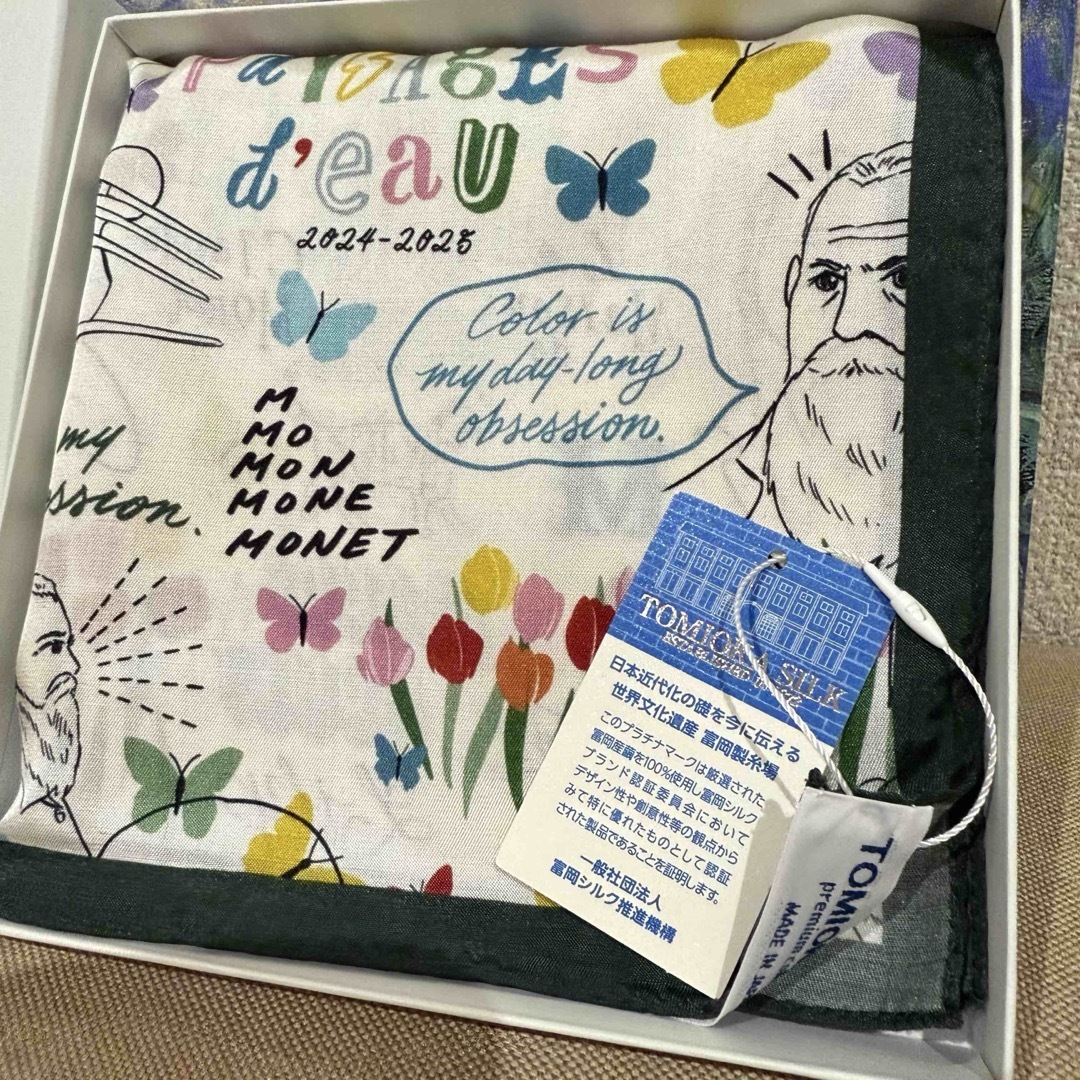 PAYSAGES
d'eau
2024-2025
Color is
my day-long
obsession.
M
MO
MON
MONE
MONET
my
ssion.
TOMIOKA SILK
日本近代化の礎を今に伝える
世界文化遺産 富岡製糸場
このプラチナマークは厳選された
富岡産繭を100%使用し富岡シルク
ブランド認証委員会において
デザイン性や創意性等の観点から
みて特に優れたものとして認証
された製品であることを証明します。
一般社団法人
富岡シルク推進機構
TOMIO
premium
MADE IN JA